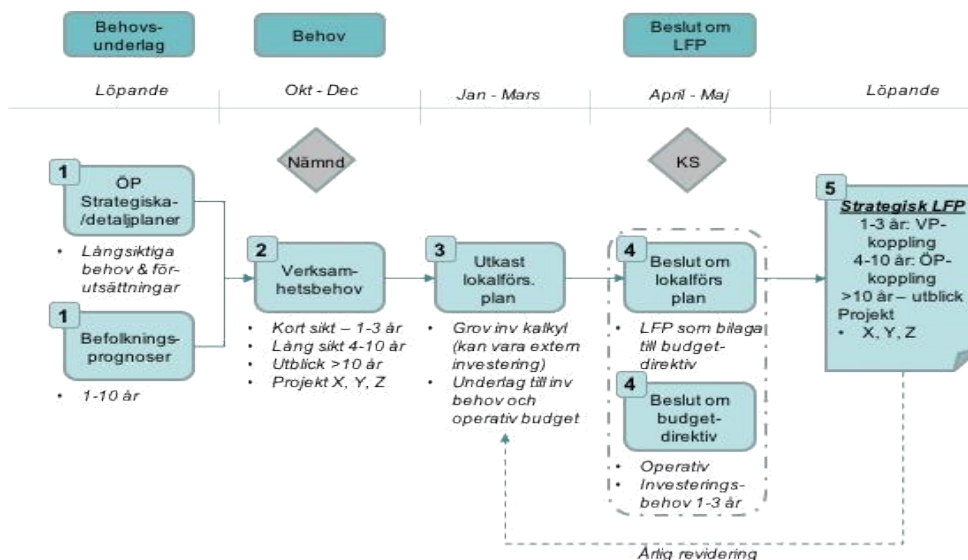 Behovs-
underlag
Behov
Beslut om
LFP
Löpande
Okt - Dec
Jan - Mars
April - Maj
Löpande
Nämnd
KS
1
ÖP
Strategiska-
/detaljplaner
• Långsiktiga
behov & för-
utsättningar
1
Befolknings-
prognoser
• 1-10 år
2
Verksam-
hetsbehov
• Kort sikt – 1-3 år
• Lång sikt 4-10 år
• Utblick >10 år
• Projekt X, Y, Z
3
Utkast
lokalförs.
plan
• Grov inv kalkyl
(kan vara extern
investering)
• Underlag till inv
behov och
operativ budget
4
Beslut om
lokalförs
plan
• LFP som bilaga
till budget-
direktiv
4
Beslut om
budget-
direktiv
• Operativ
• Investerings-
behov 1-3 år
5
Strategisk LFP
1-3 år: VP-
koppling
4-10 år: ÖP-
koppling
>10 år – utblick
Projekt
• X, Y, Z
Årlig revidering